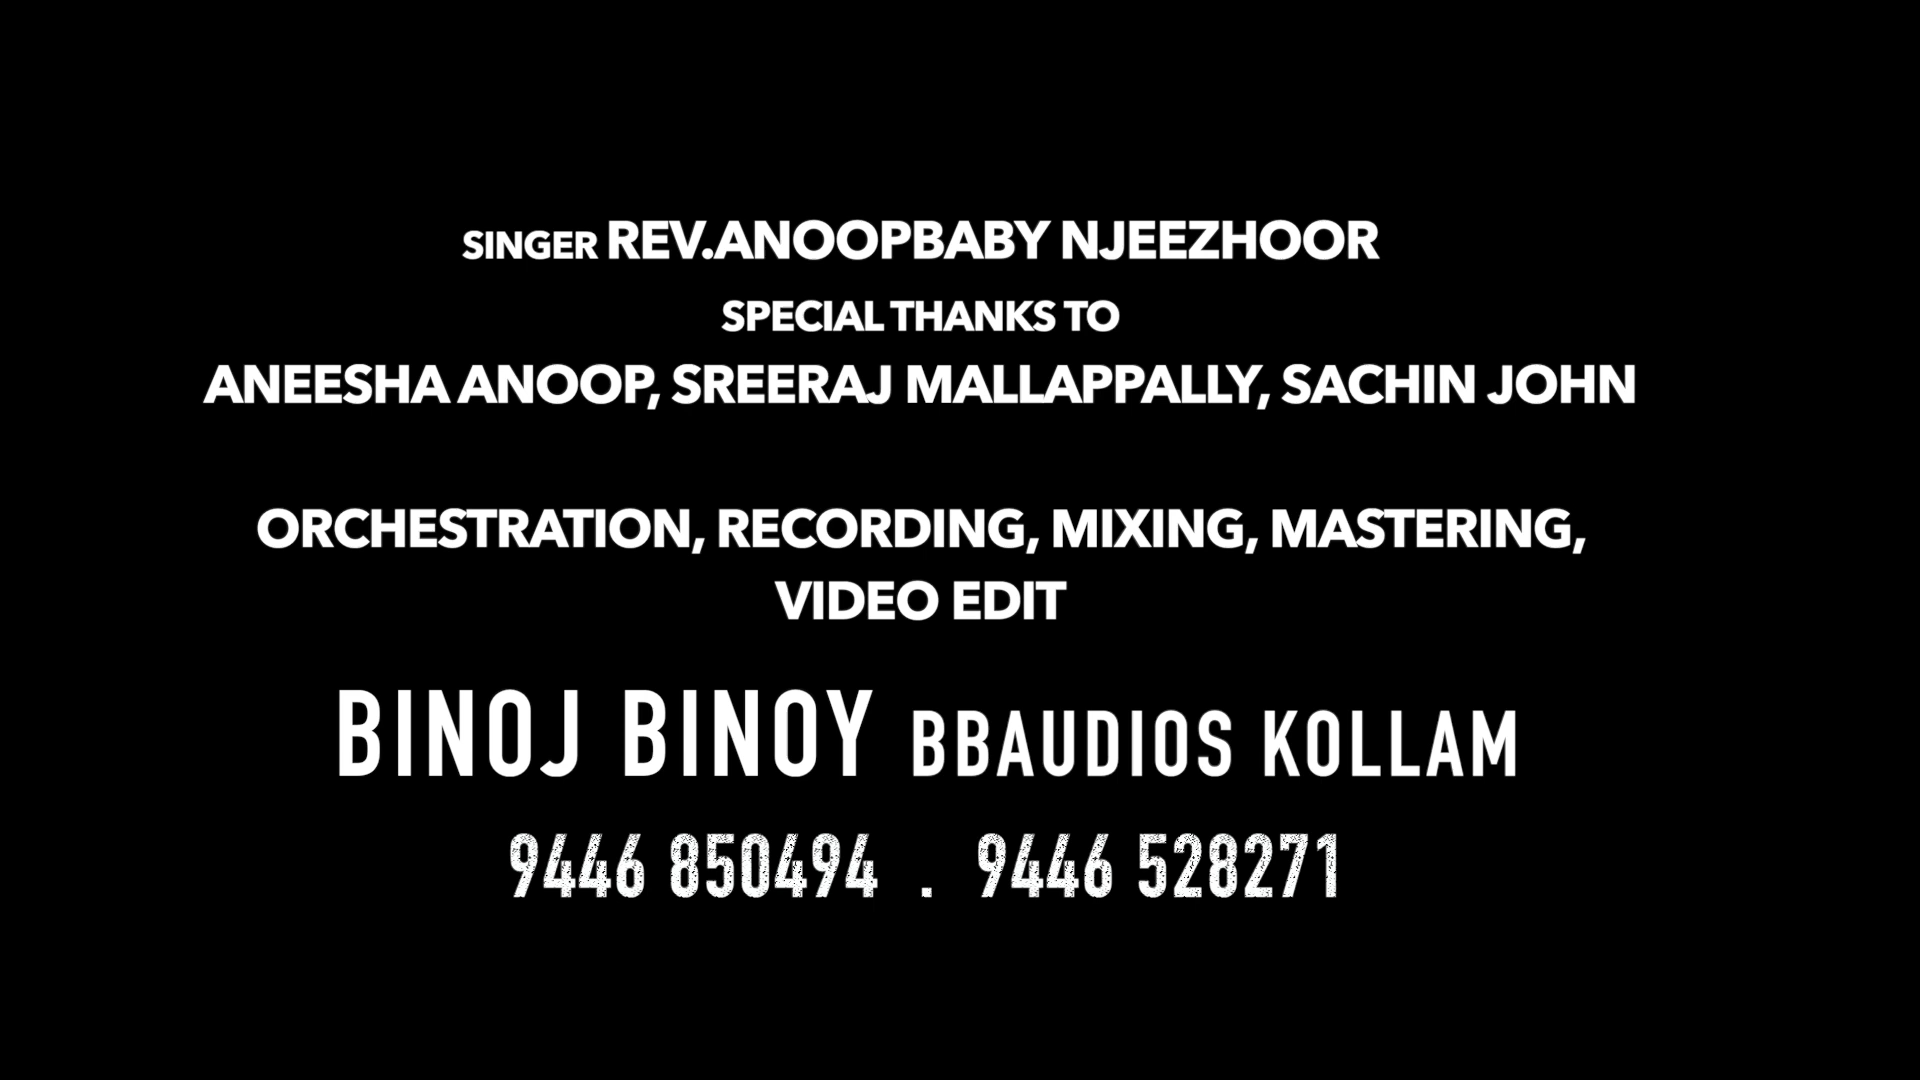 SINGER REV.ANOOPBABY NJEEZHOOR
SPECIAL THANKS TO
ANEESHA ANOOP, SREERAJ MALLAPPALLY, SACHIN JOHN
ORCHESTRATION, RECORDING, MIXING, MASTERING,
VIDEO EDIT
BINOJ BINOY BBAUDIOS KOLLAM
9446 850494 . 9446 528271